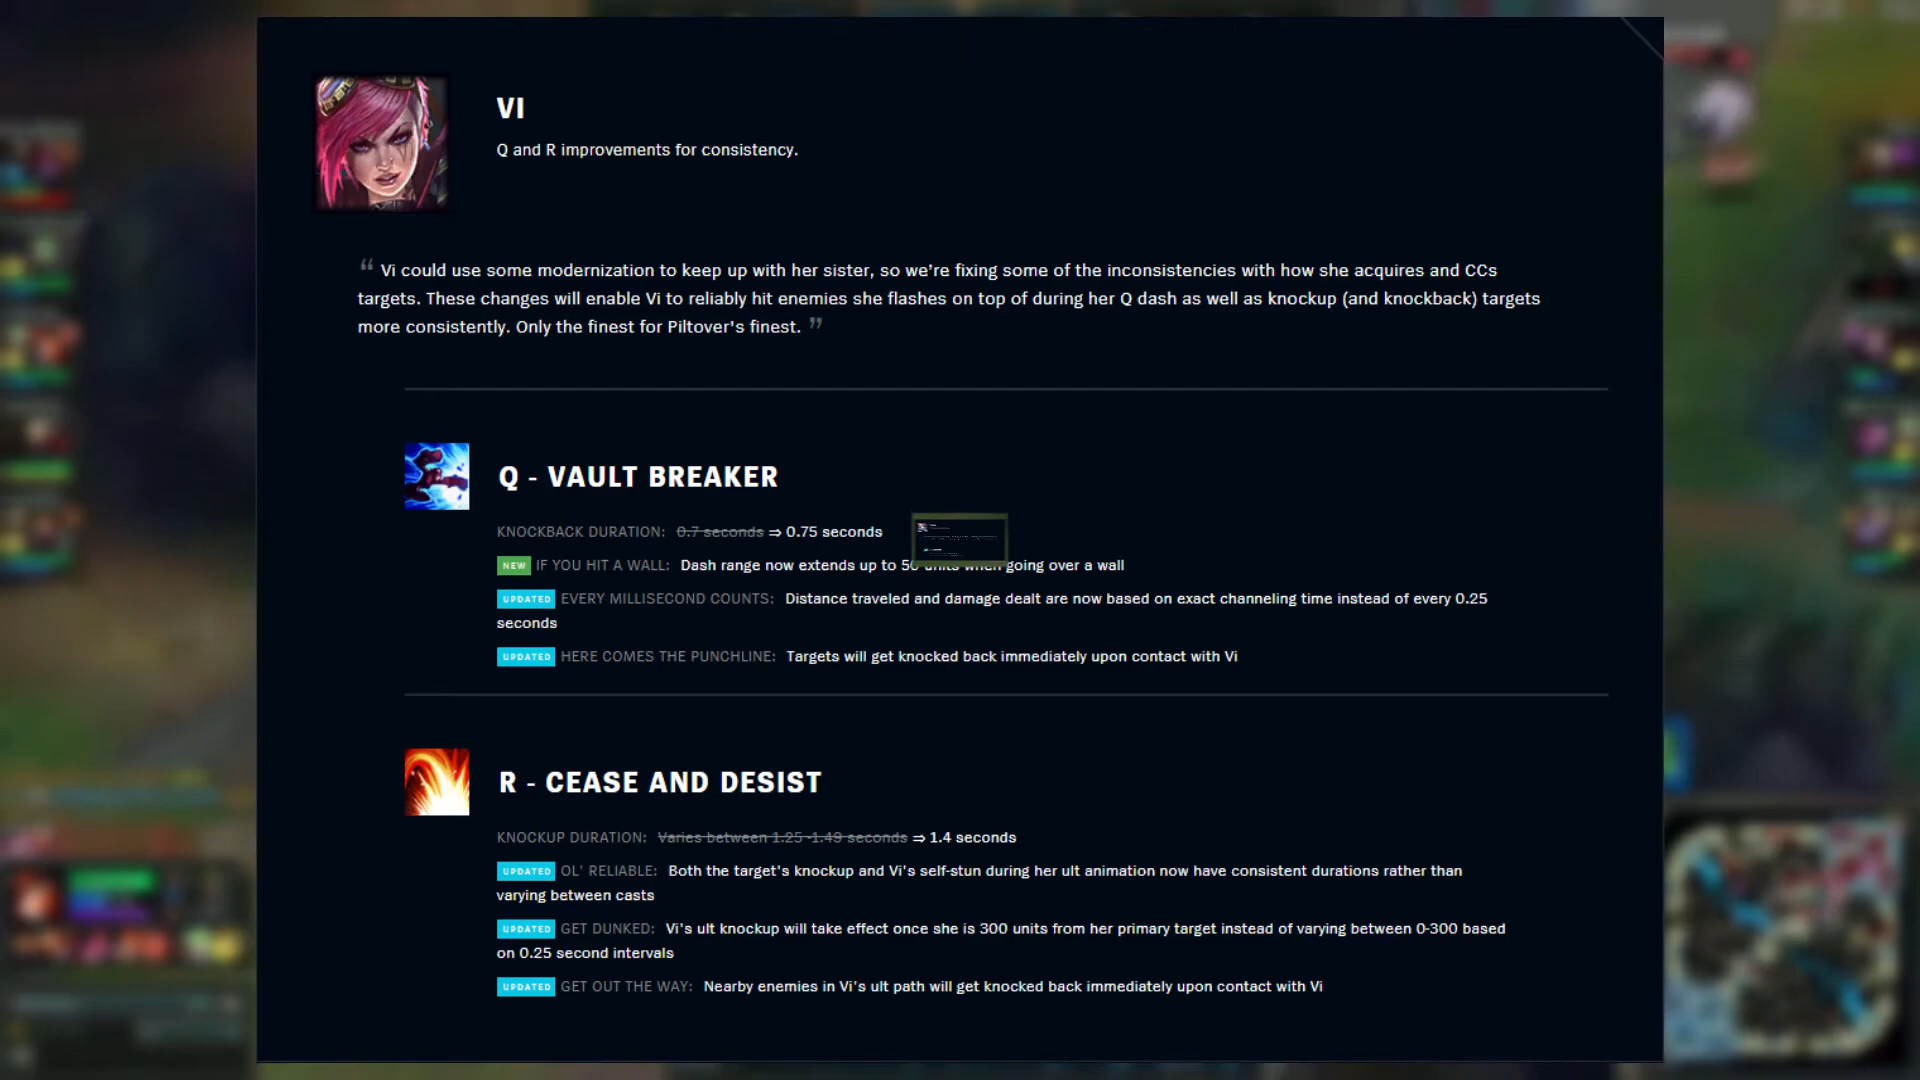 VI
Q and R improvements for consistency.
“ Vi could use some modernization to keep up with her sister, so we're fixing some of the inconsistencies with how she acquires and CCs
targets. These changes will enable Vi to reliably hit enemies she flashes on top of during her Q dash as well as knockup (and knockback) targets
more consistently. Only the finest for Piltover's finest. ”
Q - VAULT BREAKER
KNOCKBACK DURATION: 0.7 seconds ⇒ 0.75 seconds
NEW IF YOU HIT A WALL: Dash range now extends up to 50 units when going over a wall
UPDATED EVERY MILLISECOND COUNTS: Distance traveled and damage dealt are now based on exact channeling time instead of every 0.25
seconds
UPDATED HERE COMES THE PUNCHLINE: Targets will get knocked back immediately upon contact with Vi
R - CEASE AND DESIST
KNOCKUP DURATION: Varies between 1.25 -1.49 seconds ⇒ 1.4 seconds
UPDATED OL' RELIABLE: Both the target's knockup and Vi's self-stun during her ult animation now have consistent durations rather than
varying between casts
UPDATED GET DUNKED: Vi's ult knockup will take effect once she is 300 units from her primary target instead of varying between 0-300 based
on 0.25 second intervals
UPDATED GET OUT THE WAY: Nearby enemies in Vi's ult path will get knocked back immediately upon contact with Vi